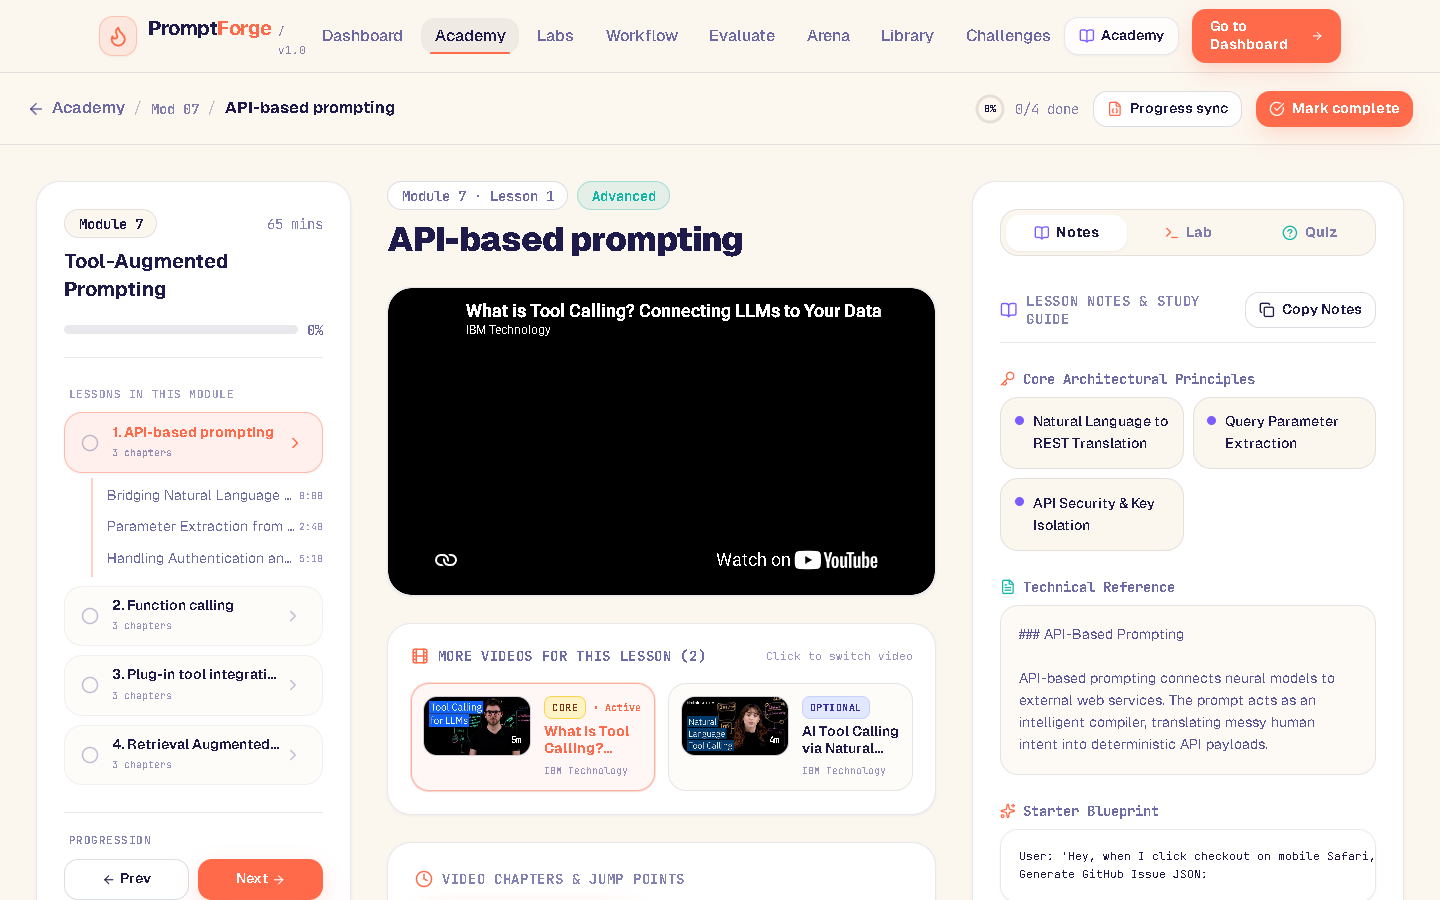 PromptForge / v1.0
Dashboard
Academy
Labs
Workflow
Evaluate
Arena
Library
Challenges
Academy
Go to Dashboard →
← Academy / Mod 07 / API-based prompting
0%
0/4 done
Progress sync
Mark complete
Module 7
65 mins
Tool-Augmented
Prompting
0%
LESSONS IN THIS MODULE
1. API-based prompting
3 chapters
Bridging Natural Language … 0:00
Parameter Extraction from … 2:40
Handling Authentication an… 5:10
2. Function calling
3 chapters
3. Plug-in tool integrati…
3 chapters
4. Retrieval Augmented…
3 chapters
PROGRESSION
← Prev
Next →
Module 7 · Lesson 1
Advanced
API-based prompting
What is Tool Calling? Connecting LLMs to Your Data
IBM Technology
Watch on YouTube
MORE VIDEOS FOR THIS LESSON (2)
Click to switch video
Tool Calling
for LLMs
5m
CORE
• Active
What Is Tool
Calling?…
IBM Technology
Natural
Language
Tool Calling
4m
OPTIONAL
AI Tool Calling
via Natural…
IBM Technology
VIDEO CHAPTERS & JUMP POINTS
Notes
Lab
Quiz
LESSON NOTES & STUDY
GUIDE
Copy Notes
Core Architectural Principles
Natural Language to
REST Translation
Query Parameter
Extraction
API Security & Key
Isolation
Technical Reference
### API-Based Prompting
API-based prompting connects neural models to
external web services. The prompt acts as an
intelligent compiler, translating messy human
intent into deterministic API payloads.
Starter Blueprint
User: 'Hey, when I click checkout on mobile Safari,
Generate GitHub Issue JSON: